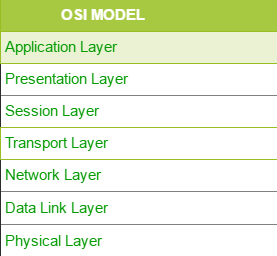 OSI MODEL
Application Layer
Presentation Layer
Session Layer
Transport Layer
Network Layer
Data Link Layer
Physical Layer